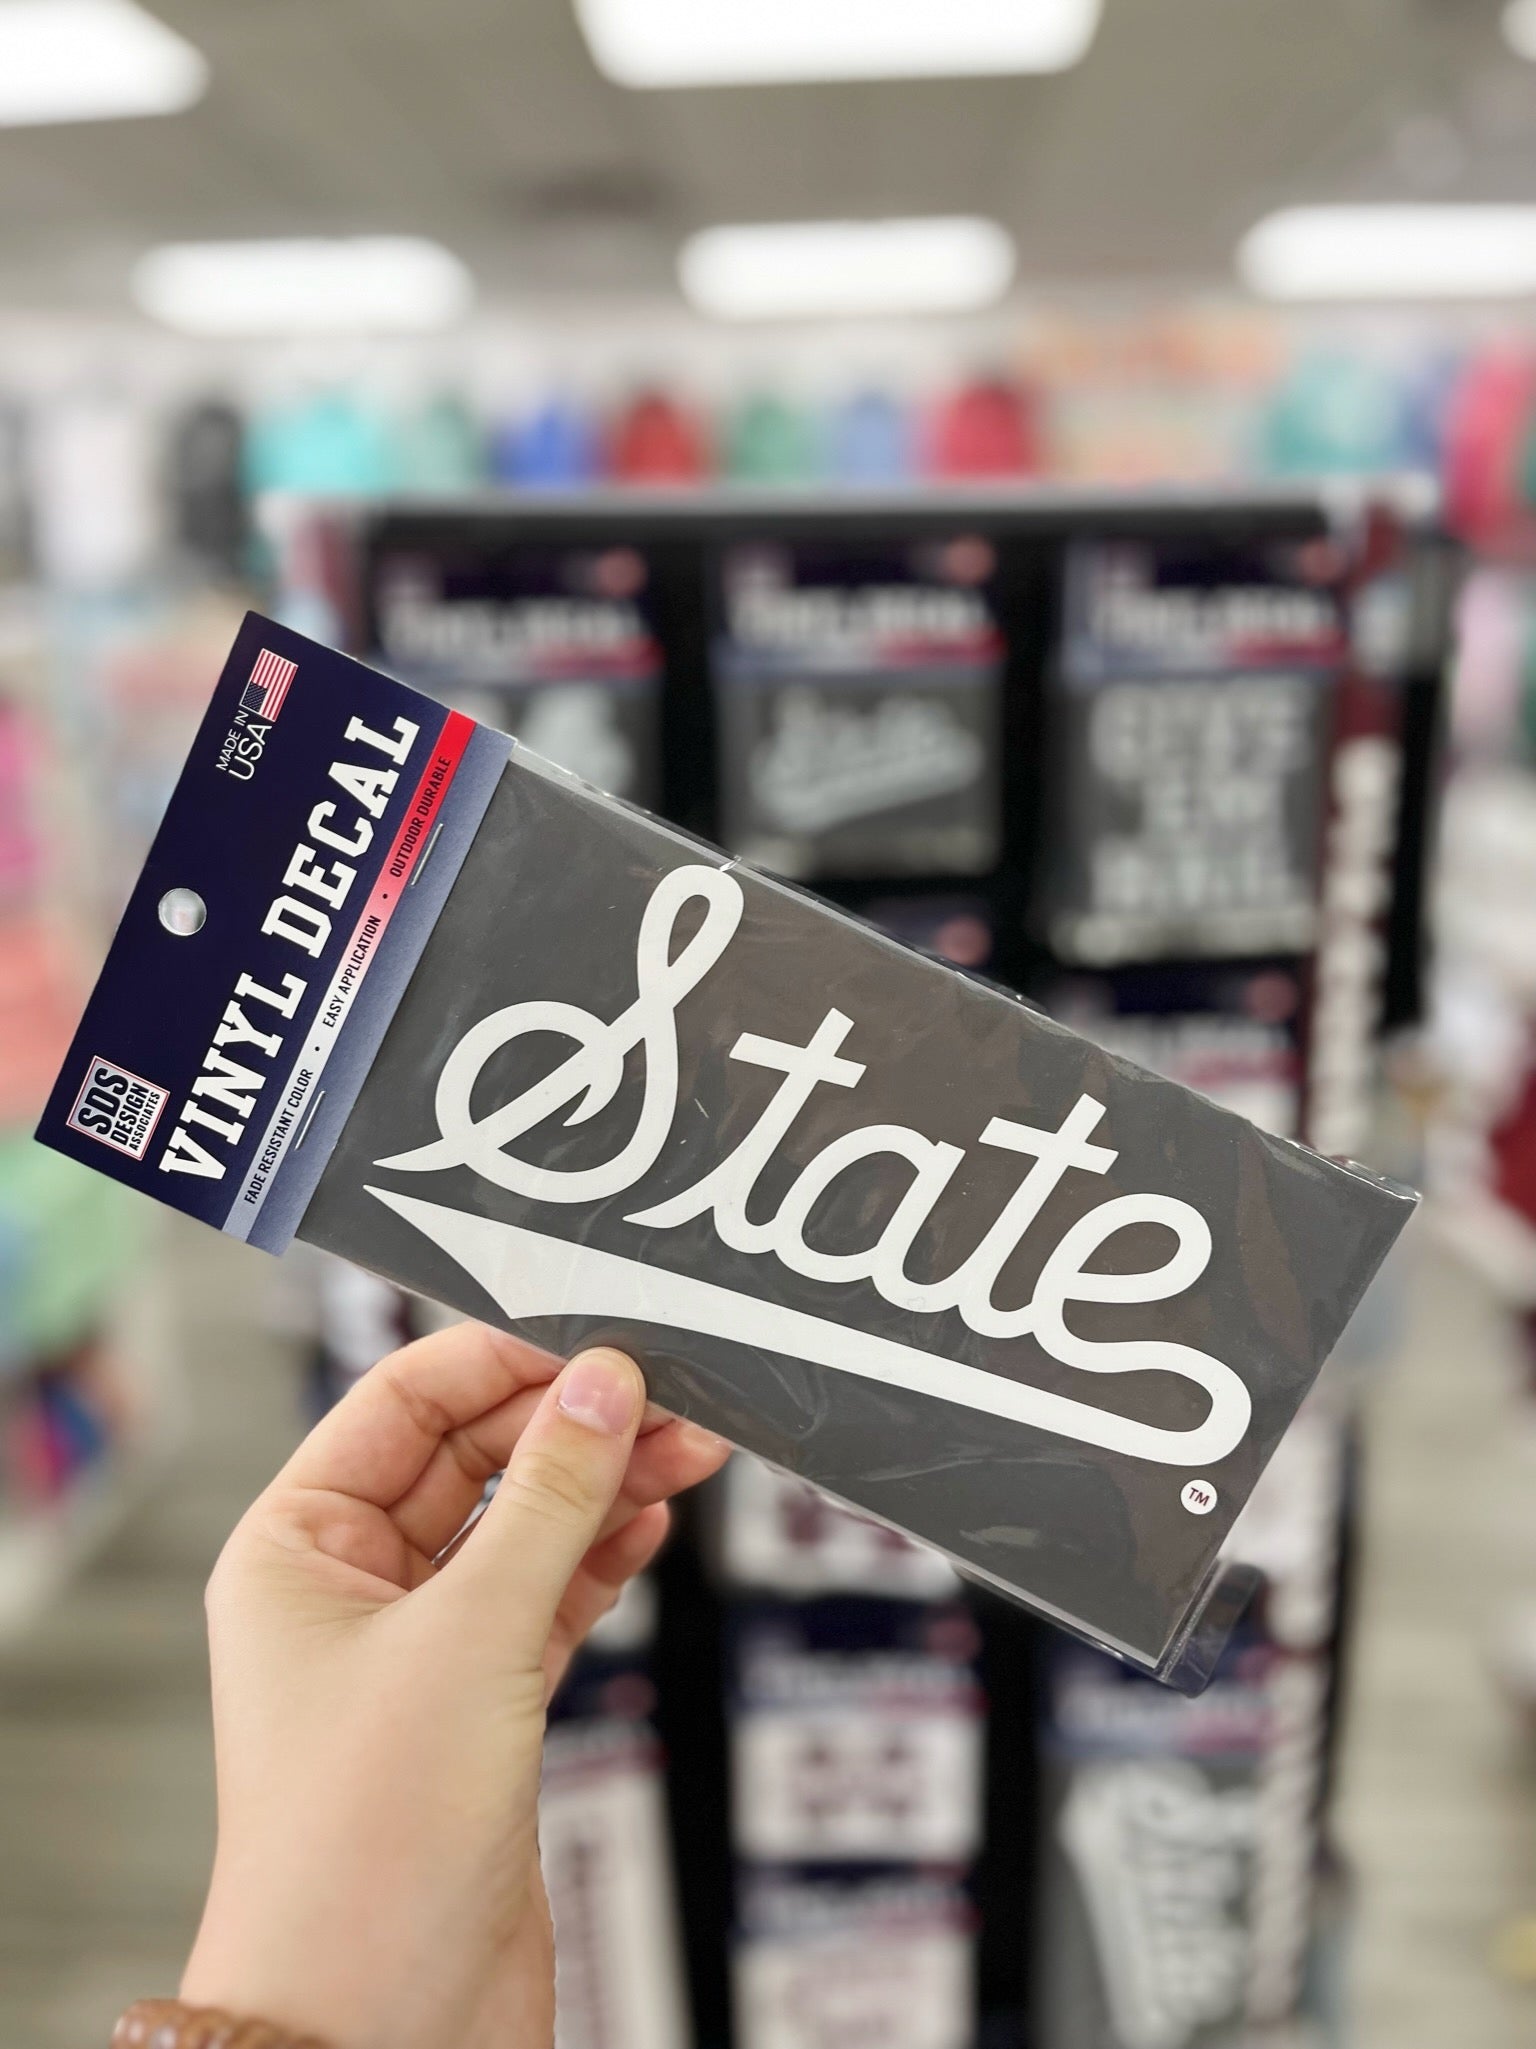 MADE IN
USA
VINYL DECAL
SDS
DESIGN
ASSOCIATES
FADE RESISTANT COLOR • EASY APPLICATION • OUTDOOR DURABLE
State
TM